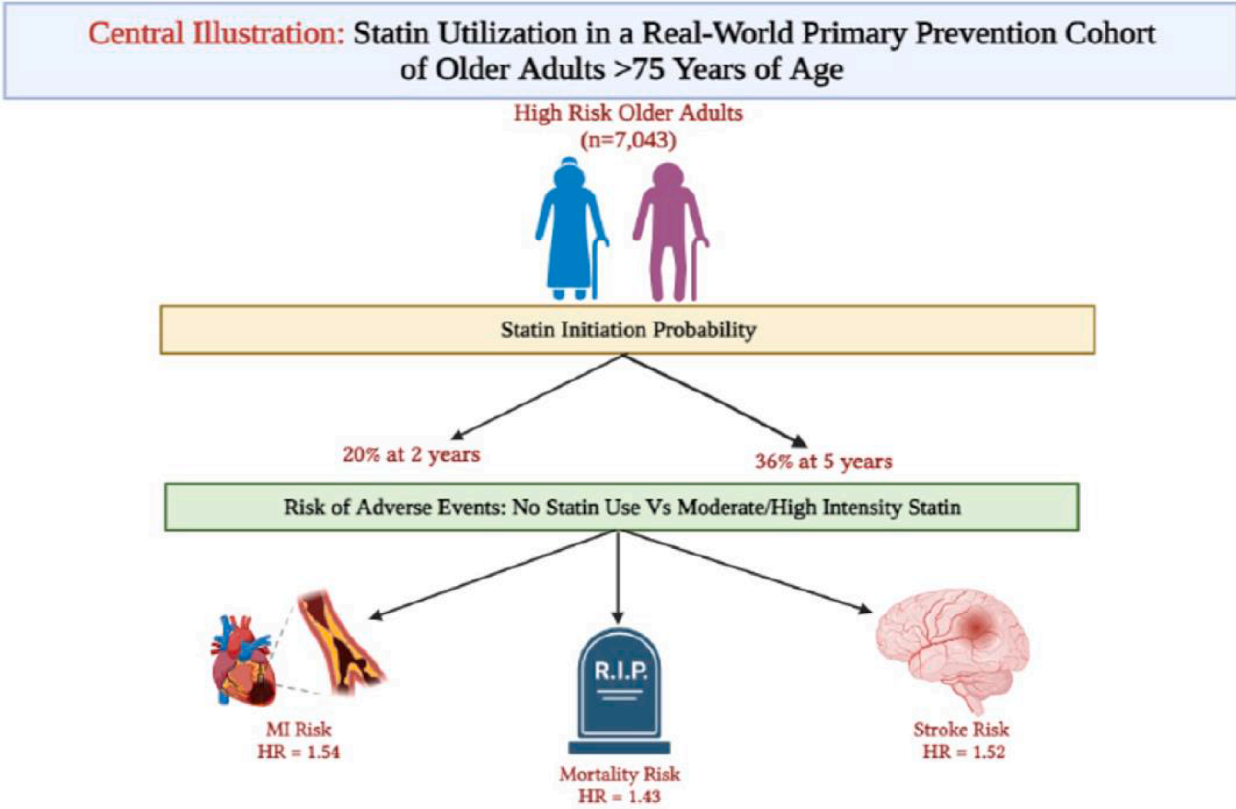 Central Illustration: Statin Utilization in a Real-World Primary Prevention Cohort
of Older Adults >75 Years of Age
High Risk Older Adults
(n=7,043)
Statin Initiation Probability
20% at 2 years
36% at 5 years
Risk of Adverse Events: No Statin Use Vs Moderate/High Intensity Statin
R.I.P.
MI Risk
HR = 1.54
Mortality Risk
HR = 1.43
Stroke Risk
HR = 1.52